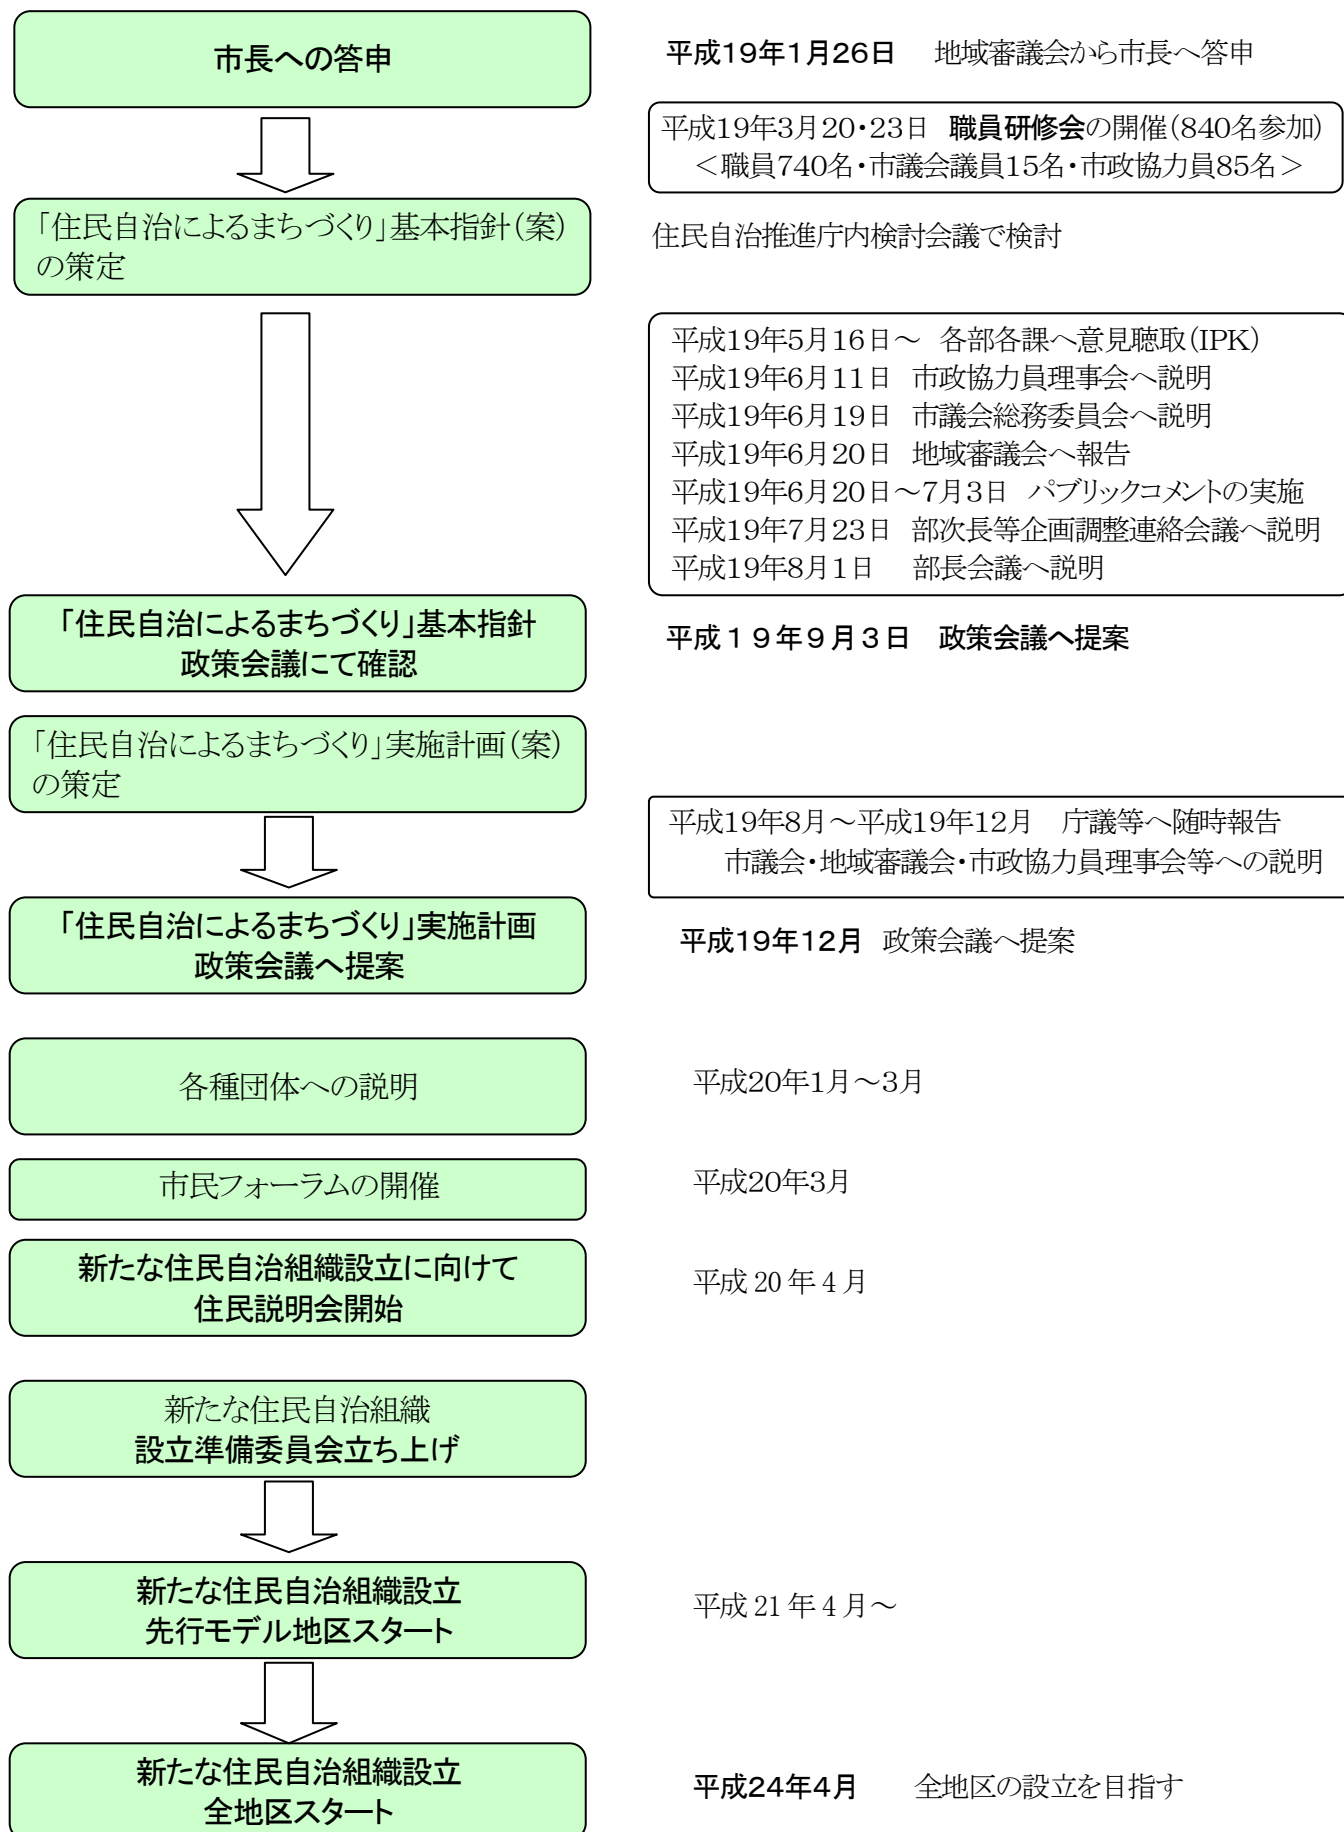 市長への答申
平成19年1月26日　地域審議会から市長へ答申
平成19年3月20・23日　職員研修会の開催(840名参加)
＜職員740名・市議会議員15名・市政協力員85名＞
「住民自治によるまちづくり」基本指針(案)
の策定
住民自治推進庁内検討会議で検討
平成19年5月16日～　各部各課へ意見聴取(IPK)
平成19年6月11日　市政協力員理事会へ説明
平成19年6月19日　市議会総務委員会へ説明
平成19年6月20日　地域審議会へ報告
平成19年6月20日～7月3日　パブリックコメントの実施
平成19年7月23日　部次長等企画調整連絡会議へ説明
平成19年8月1日　部長会議へ説明
「住民自治によるまちづくり」基本指針
政策会議にて確認
平成１９年９月３日　政策会議へ提案
「住民自治によるまちづくり」実施計画(案)
の策定
平成19年8月～平成19年12月　庁議等へ随時報告
市議会・地域審議会・市政協力員理事会等への説明
「住民自治によるまちづくり」実施計画
政策会議へ提案
平成19年12月　政策会議へ提案
各種団体への説明
平成20年1月～3月
市民フォーラムの開催
平成20年3月
新たな住民自治組織設立に向けて
住民説明会開始
平成 20 年 4 月
新たな住民自治組織
設立準備委員会立ち上げ
新たな住民自治組織設立
先行モデル地区スタート
平成 21 年 4 月～
新たな住民自治組織設立
全地区スタート
平成24年4月　全地区の設立を目指す